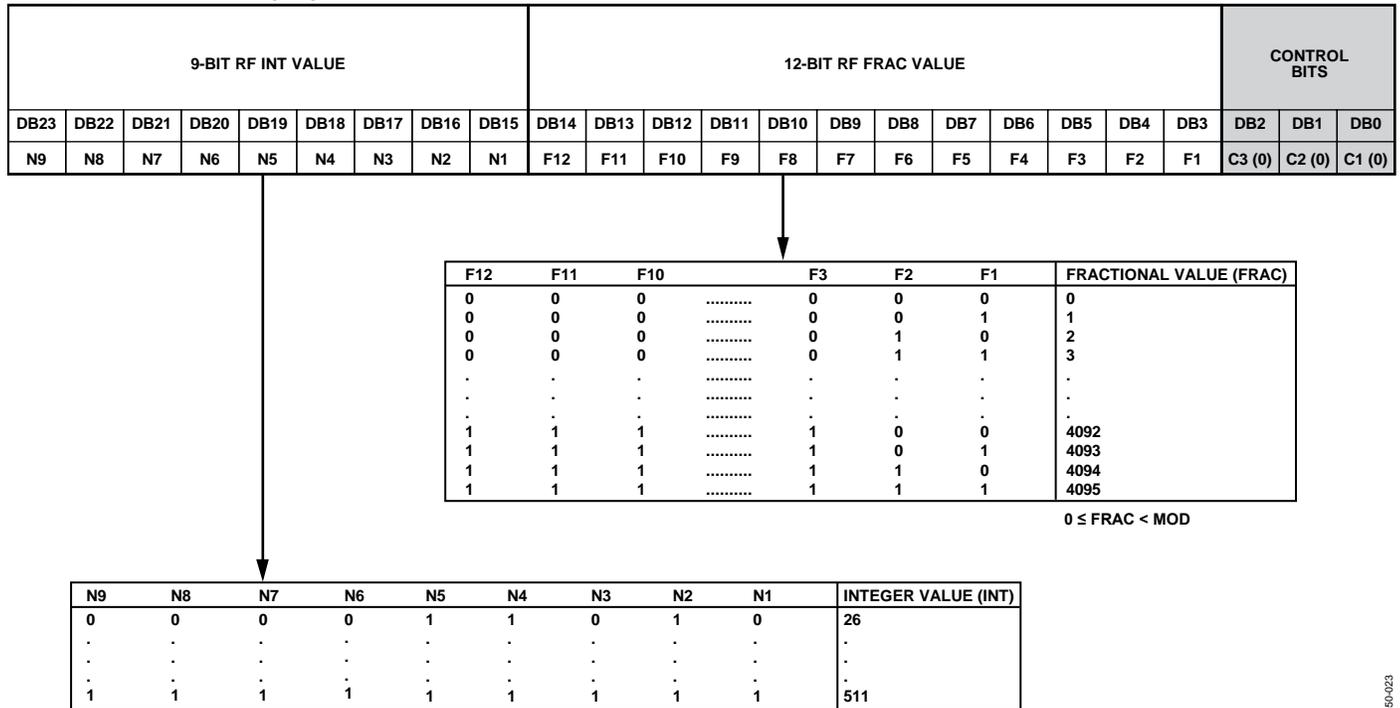 9-BIT RF INT VALUE 12-BIT RF FRAC VALUE CONTROL
BITS
DB23 DB22 DB21 DB20 DB19 DB18 DB17 DB16 DB15 DB14 DB13 DB12 DB11 DB10 DB9 DB8 DB7 DB6 DB5 DB4 DB3 DB2 DB1 DB0
N9 N8 N7 N6 N5 N4 N3 N2 N1 F12 F11 F10 F9 F8 F7 F6 F5 F4 F3 F2 F1 C3 (0) C2 (0) C1 (0)
F12 F11 F10 F3 F2 F1 FRACTIONAL VALUE (FRAC)
0 0 0 .......... 0 0 0 0
0 0 0 .......... 0 0 1 1
0 0 0 .......... 0 1 0 2
0 0 0 .......... 0 1 1 3
. . . .......... . . . .
. . . .......... . . . .
. . . .......... . . . .
1 1 1 .......... 1 0 0 4092
1 1 1 .......... 1 0 1 4093
1 1 1 .......... 1 1 0 4094
1 1 1 .......... 1 1 1 4095
0 ≤ FRAC < MOD
N9 N8 N7 N6 N5 N4 N3 N2 N1 INTEGER VALUE (INT)
0 0 0 0 1 1 0 1 0 26
. . . . . . . . . .
. . . . . . . . . .
. . . . . . . . . .
1 1 1 1 1 1 1 1 1 511